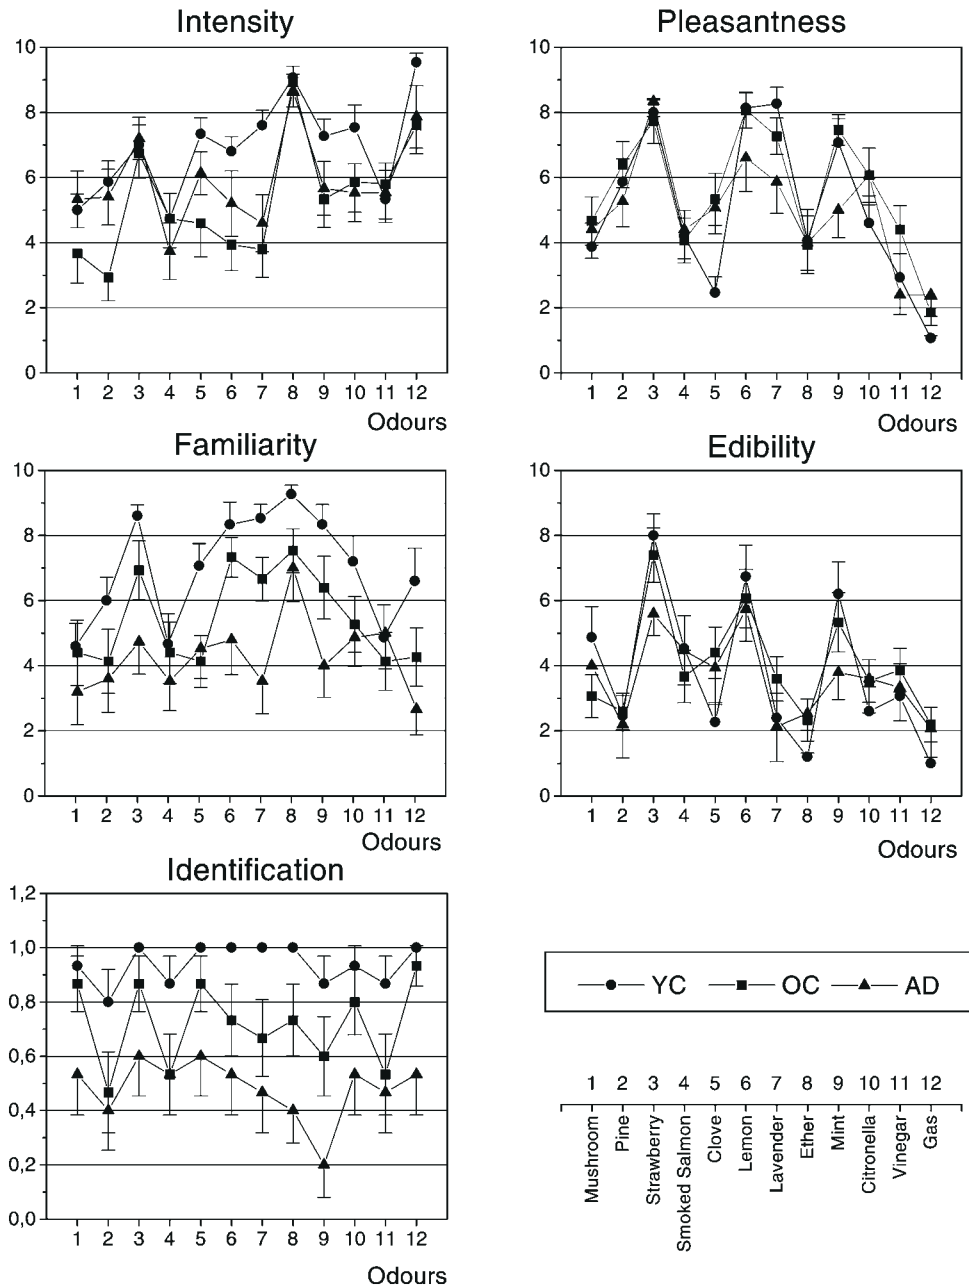 Intensity
10
8
6
4
2
0
1 2 3 4 5 6 7 8 9 10 11 12
Odours
Pleasantness
10
8
6
4
2
0
1 2 3 4 5 6 7 8 9 10 11 12
Odours
Familiarity
10
8
6
4
2
0
1 2 3 4 5 6 7 8 9 10 11 12
Odours
Edibility
10
8
6
4
2
0
1 2 3 4 5 6 7 8 9 10 11 12
Odours
Identification
1,2
1,0
0,8
0,6
0,4
0,2
0,0
1 2 3 4 5 6 7 8 9 10 11 12
Odours
YC OC AD
1 2 3 4 5 6 7 8 9 10 11 12
Mushroom
Pine
Strawberry
Smoked Salmon
Clove
Lemon
Lavender
Ether
Mint
Citronella
Vinegar
Gas